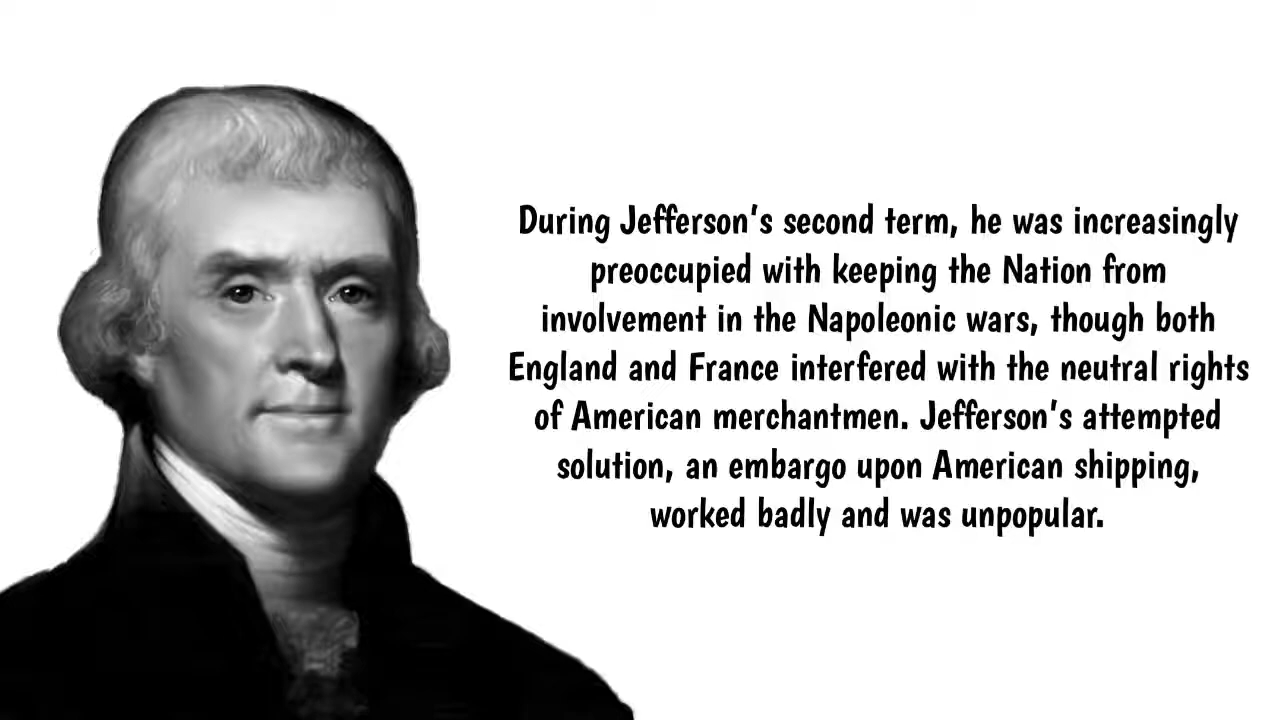 During Jefferson's second term, he was increasingly
preoccupied with keeping the Nation from
involvement in the Napoleonic wars, though both
England and France interfered with the neutral rights
of American merchantmen. Jefferson's attempted
solution, an embargo upon American shipping,
worked badly and was unpopular.